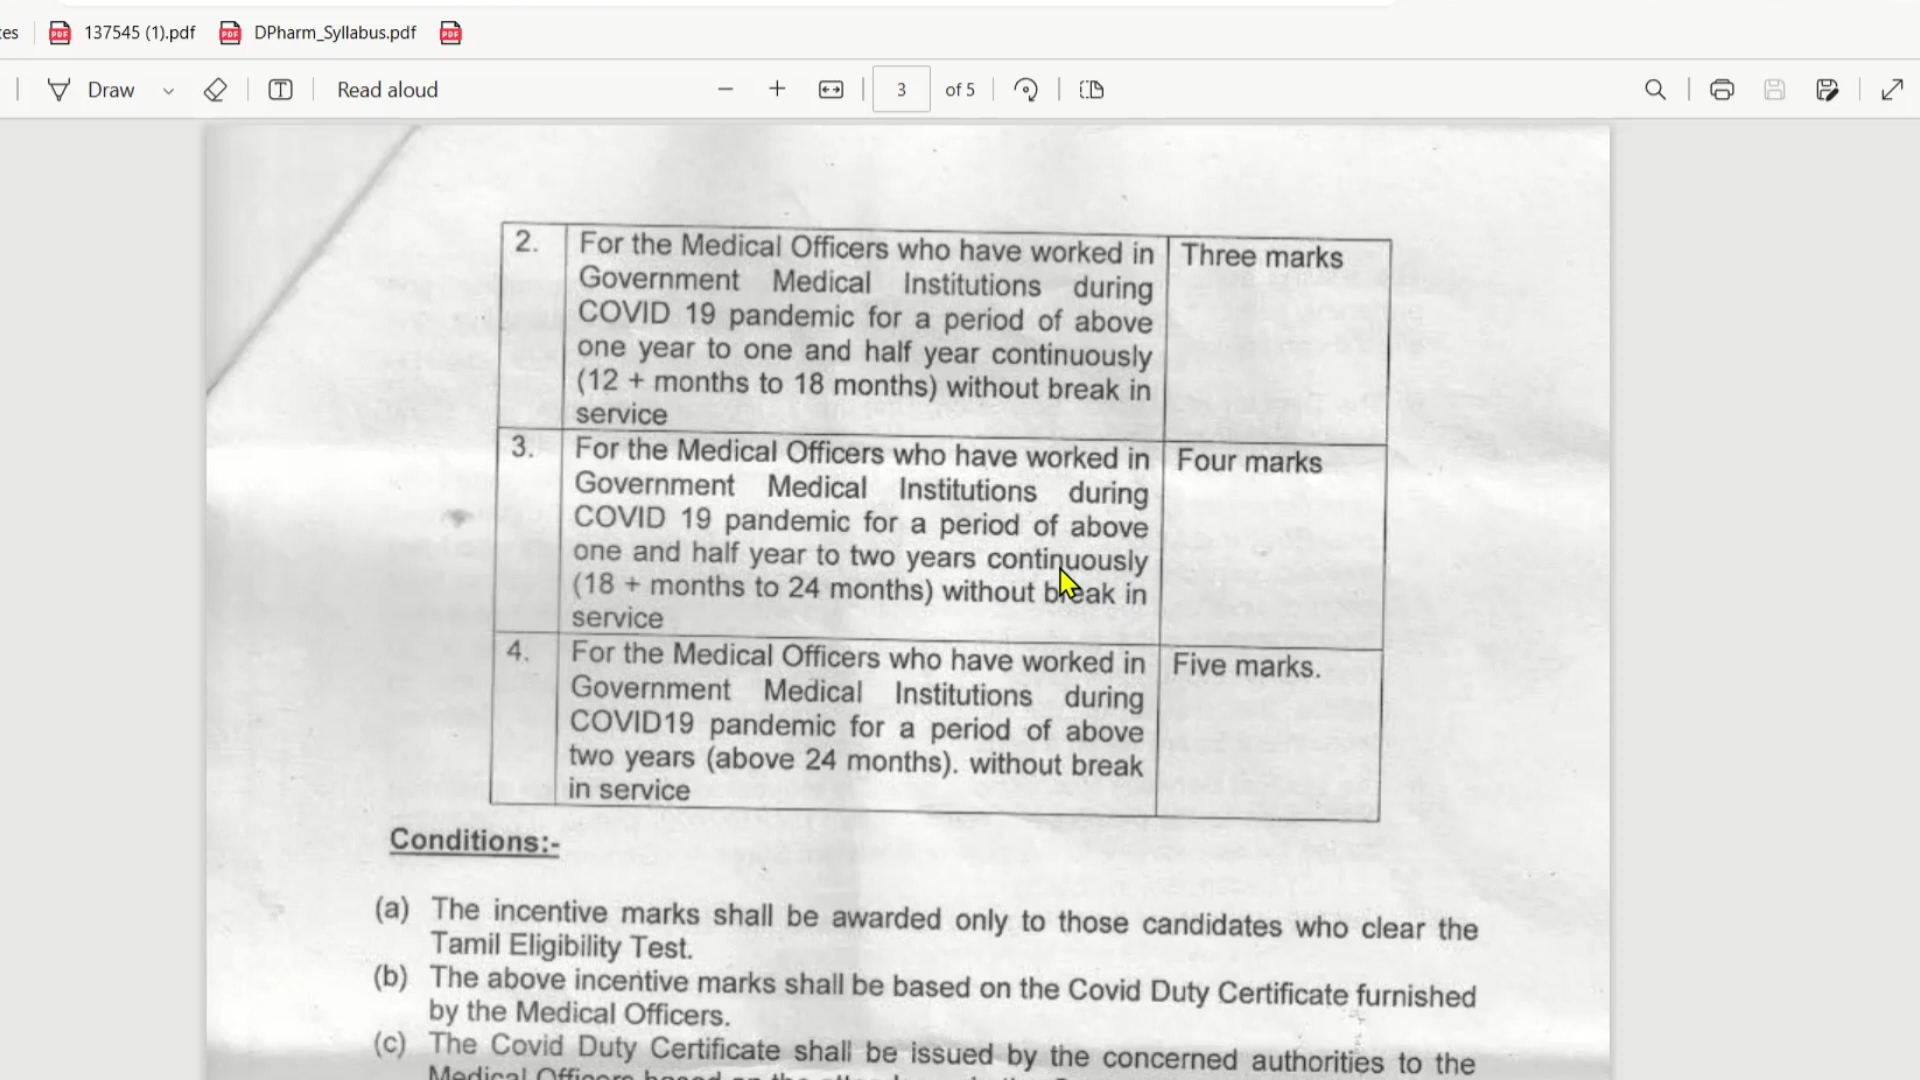 es
137545 (1).pdf
DPharm_Syllabus.pdf
Draw
Read aloud
3
of 5
2.
For the Medical Officers who have worked in
Government Medical Institutions during
COVID 19 pandemic for a period of above
one year to one and half year continuously
(12 + months to 18 months) without break in
service
Three marks
3.
For the Medical Officers who have worked in
Government Medical Institutions during
COVID 19 pandemic for a period of above
one and half year to two years continuously
(18 + months to 24 months) without break in
service
Four marks
4.
For the Medical Officers who have worked in
Government Medical Institutions during
COVID19 pandemic for a period of above
two years (above 24 months). without break
in service
Five marks.
Conditions:-
(a) The incentive marks shall be awarded only to those candidates who clear the
Tamil Eligibility Test.
(b) The above incentive marks shall be based on the Covid Duty Certificate furnished
by the Medical Officers.
(c) The Covid Duty Certificate shall be issued by the concerned authorities to the
Medical Officers based on the